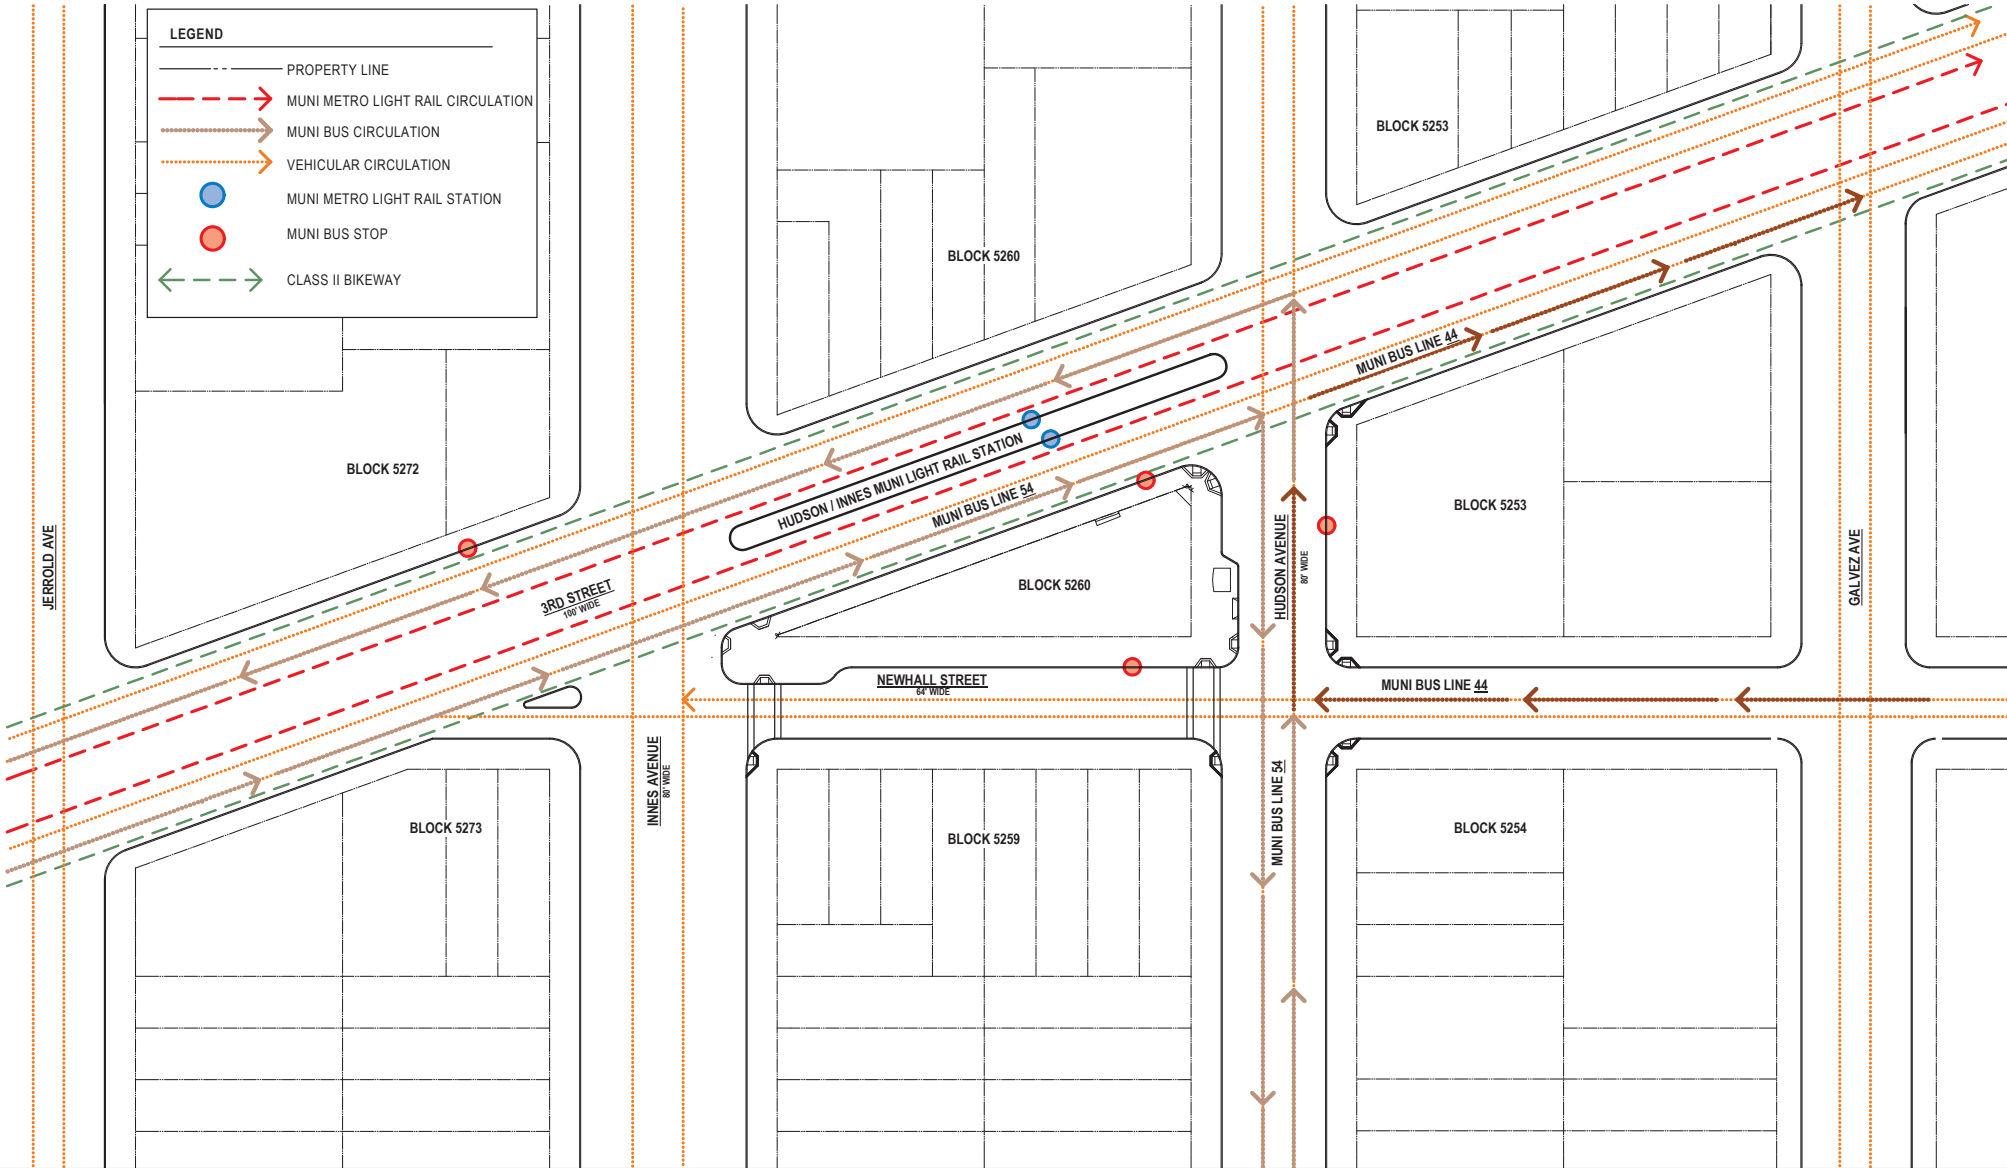 LEGEND
PROPERTY LINE
MUNI METRO LIGHT RAIL CIRCULATION
MUNI BUS CIRCULATION
VEHICULAR CIRCULATION
MUNI METRO LIGHT RAIL STATION
MUNI BUS STOP
CLASS II BIKEWAY
BLOCK 5253
BLOCK 5260
MUNI BUS LINE 44
BLOCK 5272
HUDSON / INNES MUNI LIGHT RAIL STATION
MUNI BUS LINE 54
BLOCK 5253
JERROLD AVE
3RD STREET
100' WIDE
BLOCK 5260
HUDSON AVENUE
80' WIDE
GALVEZ AVE
NEWHALL STREET
64' WIDE
MUNI BUS LINE 44
INNES AVENUE
80' WIDE
MUNI BUS LINE 54
BLOCK 5273
BLOCK 5259
BLOCK 5254